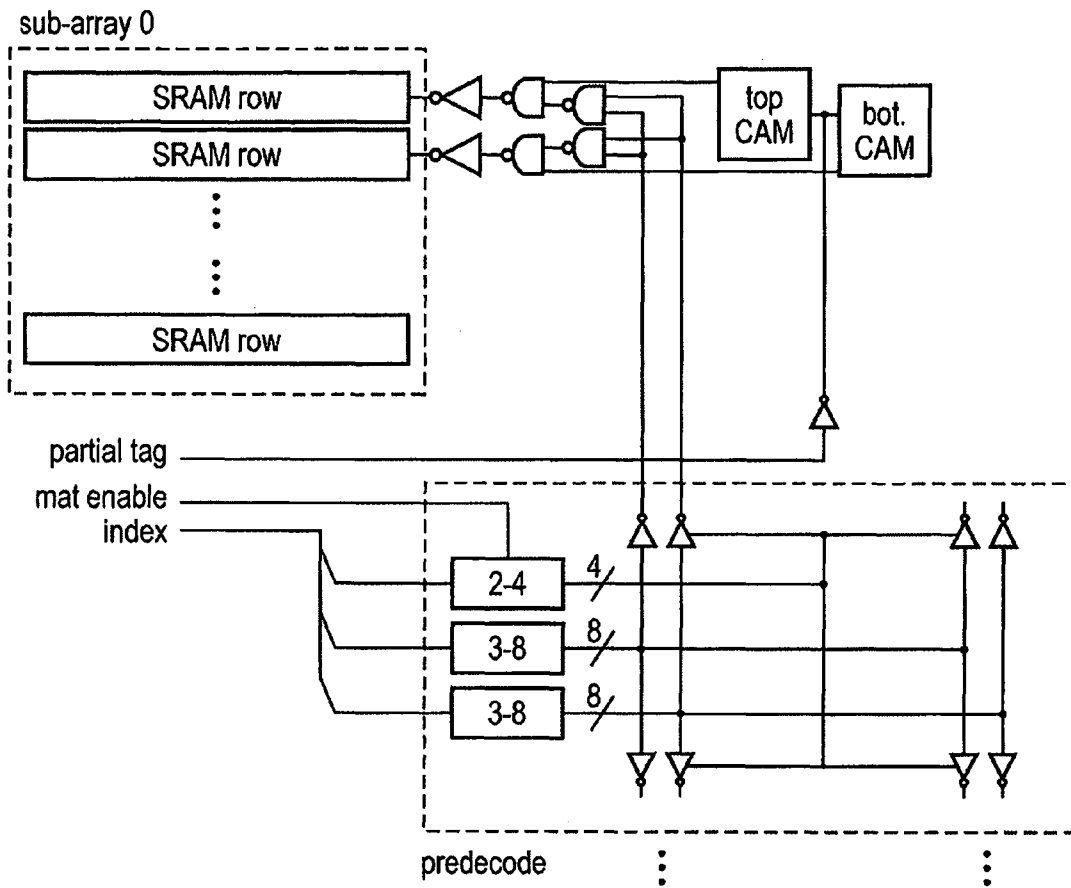 sub-array 0
SRAM row
top
CAM
bot.
CAM
SRAM row
SRAM row
partial tag
mat enable
index
2-4
4
3-8
8
3-8
8
predecode